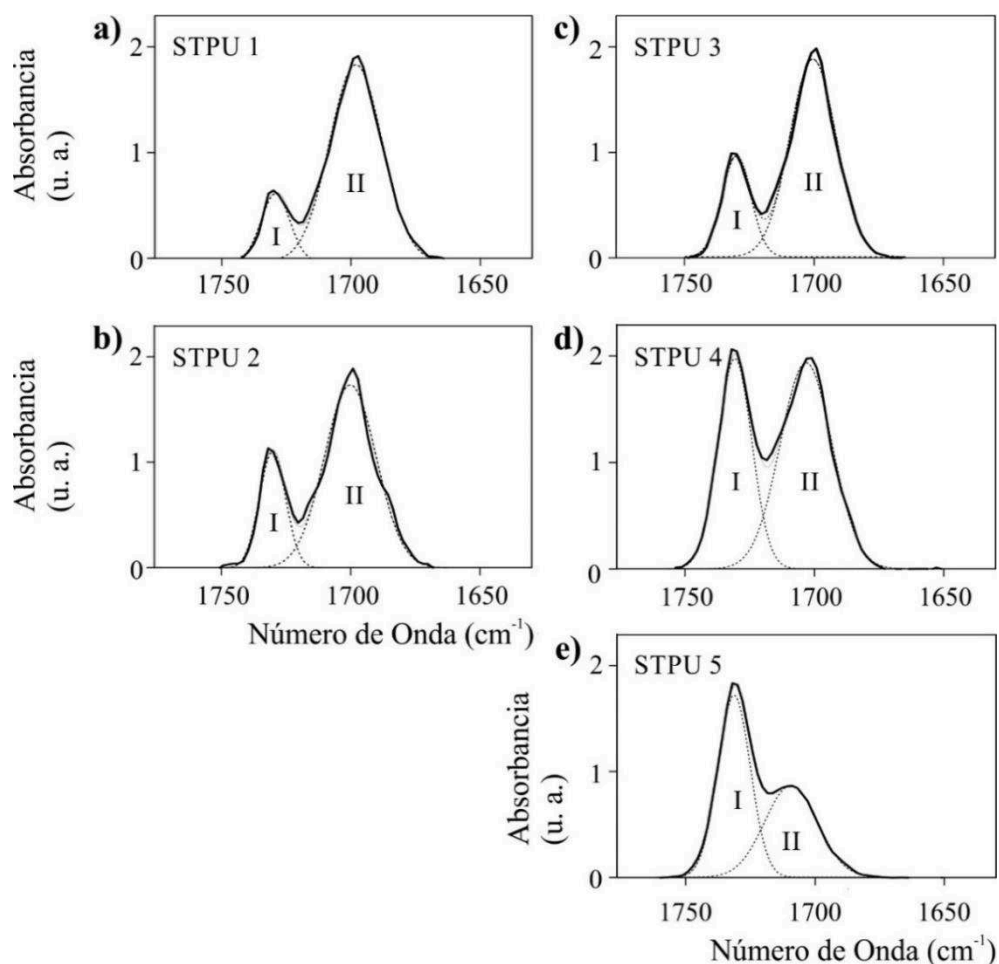 a)
STPU 1
Absorbancia
(u. a.)
2
1
0
I
II
1750
1700
1650
b)
STPU 2
Absorbancia
(u. a.)
2
1
0
I
II
1750
1700
1650
Número de Onda (cm⁻¹)
c)
STPU 3
2
1
0
I
II
1750
1700
1650
d)
STPU 4
2
1
0
I
II
1750
1700
1650
e)
STPU 5
Absorbancia
(u. a.)
2
1
0
I
II
1750
1700
1650
Número de Onda (cm⁻¹)